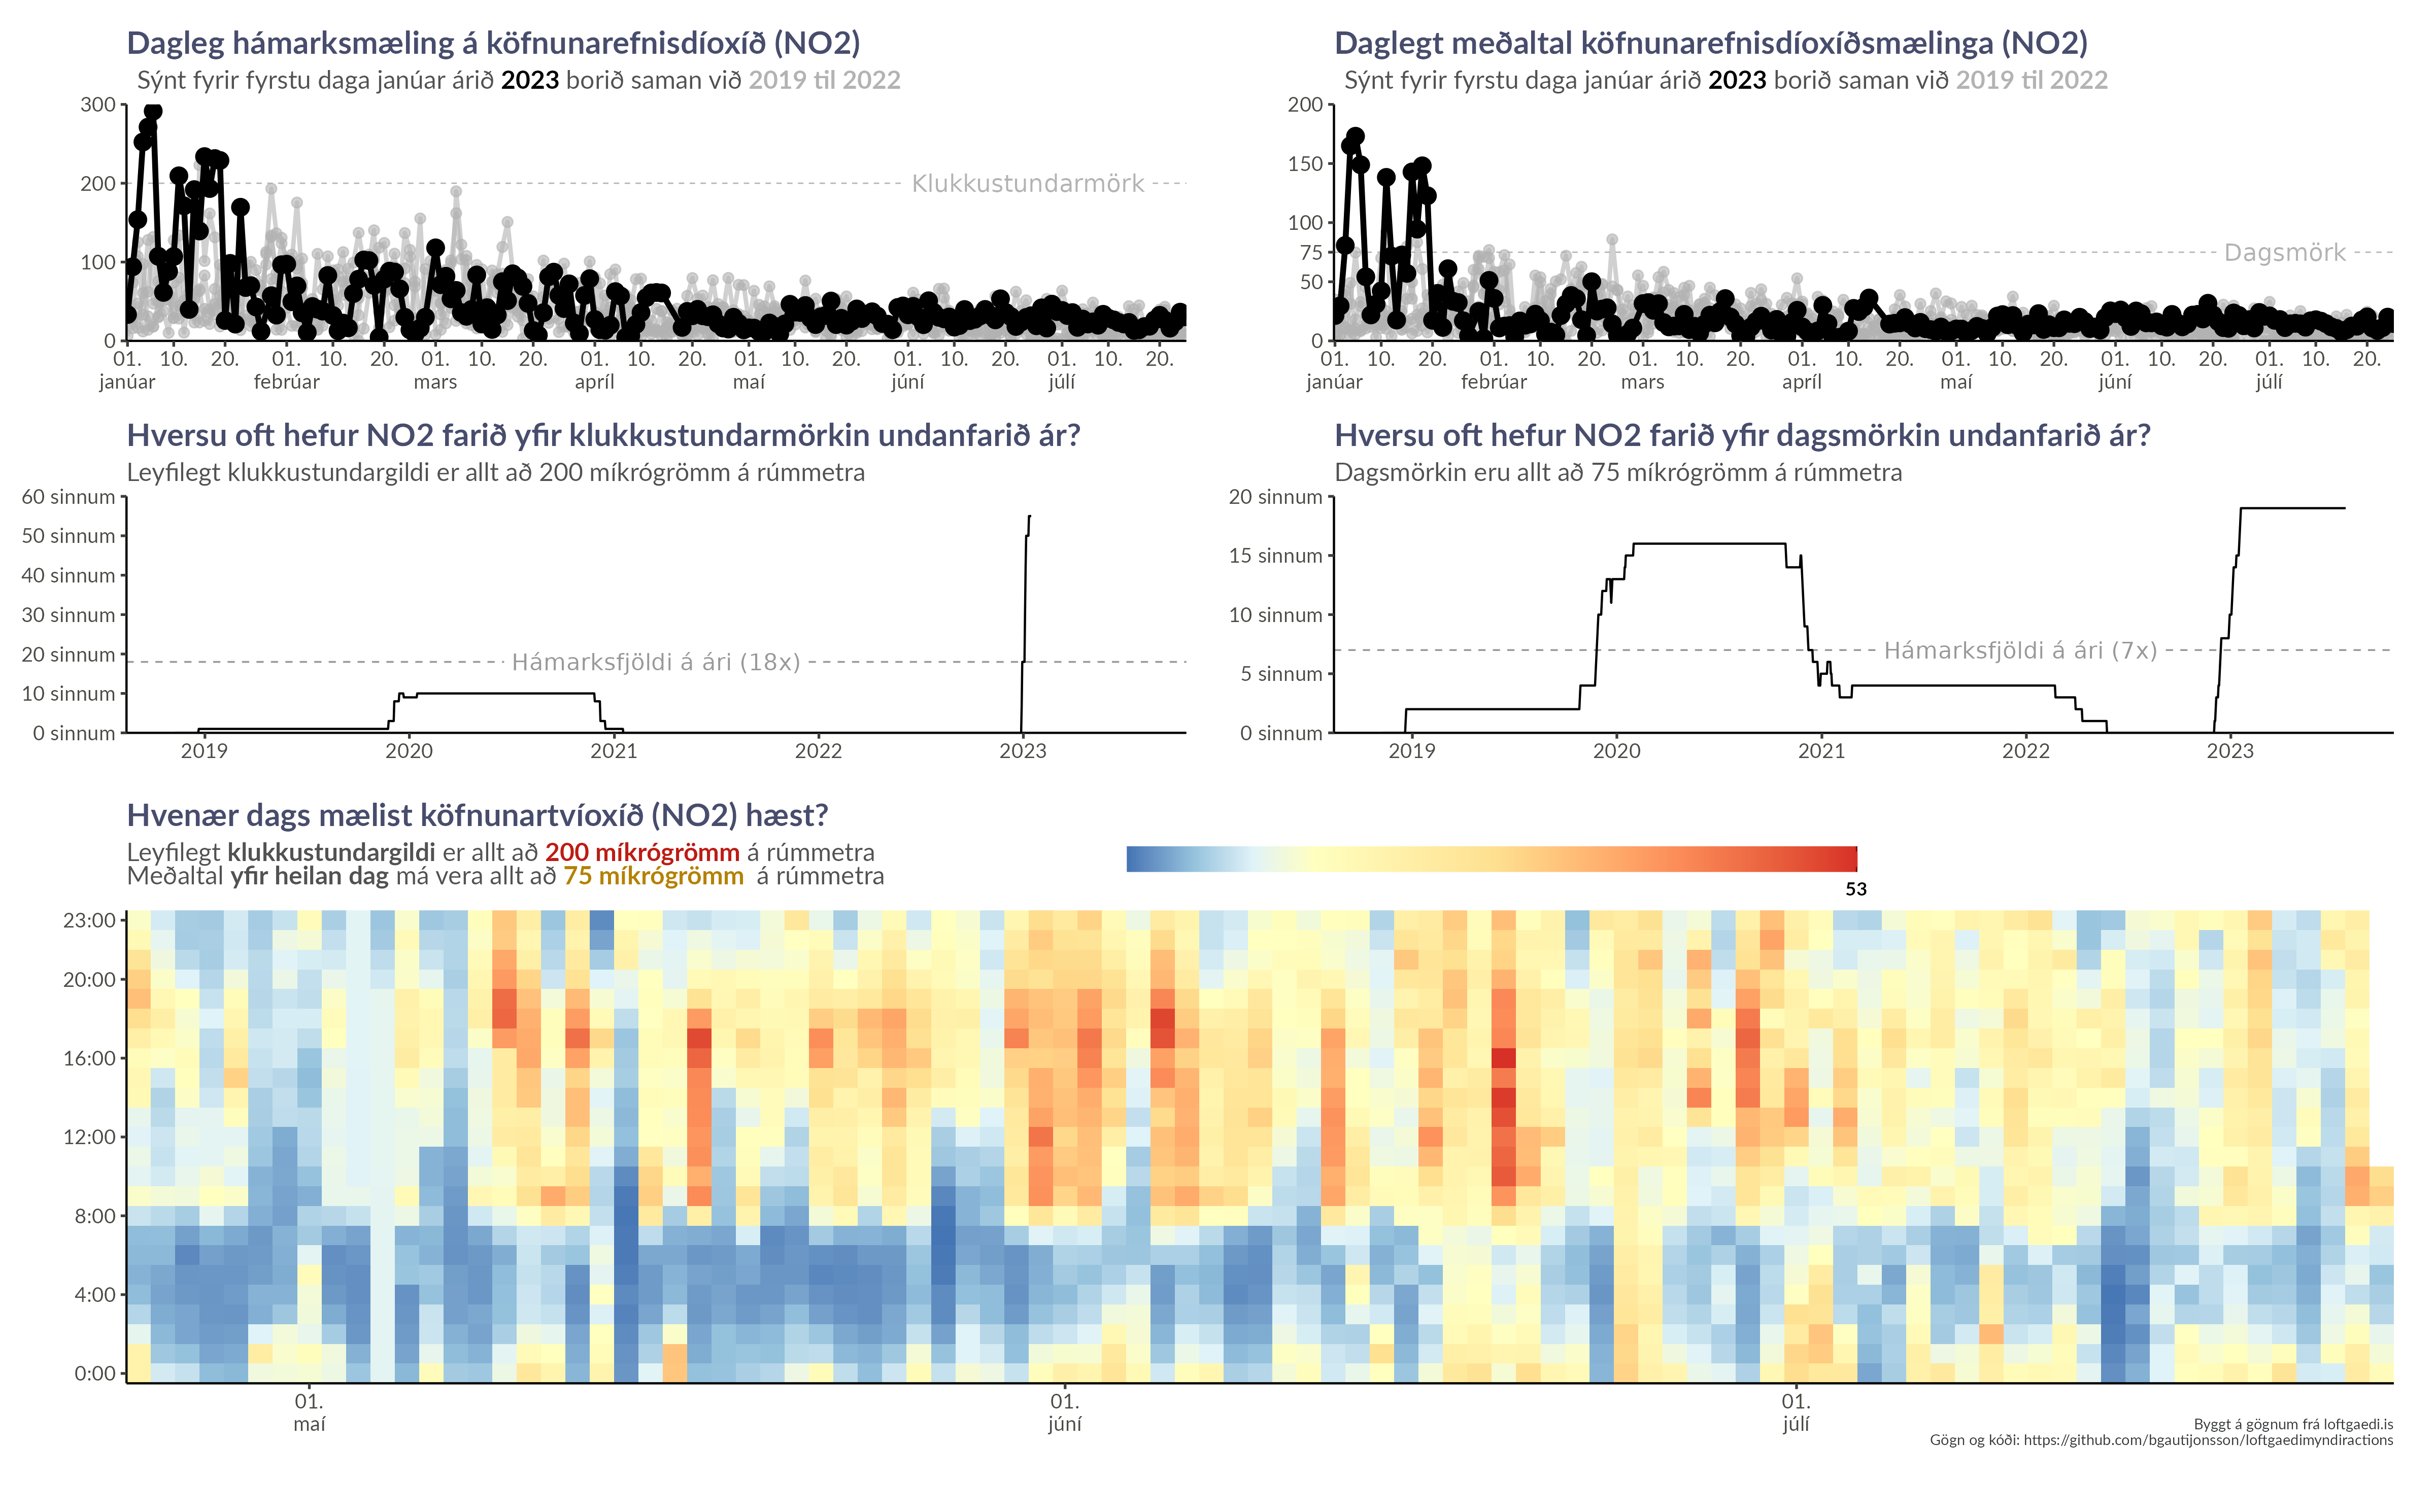 Dagleg hámarksmæling á köfnunarefnisdíoxíð (NO2)
Sýnt fyrir fyrstu daga janúar árið 2023 borið saman við 2019 til 2022
300
200
100
0
Klukkustundarmörk
01. 10. 20. 01. 10. 20. 01. 10. 20. 01. 10. 20. 01. 10. 20. 01. 10. 20. 01. 10. 20.
janúar febrúar mars apríl maí júní júlí
Daglegt meðaltal köfnunarefnisdíoxíðsmælinga (NO2)
Sýnt fyrir fyrstu daga janúar árið 2023 borið saman við 2019 til 2022
200
150
100
75
50
0
Dagsmörk
01. 10. 20. 01. 10. 20. 01. 10. 20. 01. 10. 20. 01. 10. 20. 01. 10. 20. 01. 10. 20.
janúar febrúar mars apríl maí júní júlí
Hversu oft hefur NO2 farið yfir klukkustundarmörkin undanfarið ár?
Leyfilegt klukkustundargildi er allt að 200 míkrógrömm á rúmmetra
60 sinnum
50 sinnum
40 sinnum
30 sinnum
20 sinnum
10 sinnum
0 sinnum
Hámarksfjöldi á ári (18x)
2019 2020 2021 2022 2023
Hversu oft hefur NO2 farið yfir dagsmörkin undanfarið ár?
Dagsmörkin eru allt að 75 míkrógrömm á rúmmetra
20 sinnum
15 sinnum
10 sinnum
5 sinnum
0 sinnum
Hámarksfjöldi á ári (7x)
2019 2020 2021 2022 2023
Hvenær dags mælist köfnunartvíoxíð (NO2) hæst?
Leyfilegt klukkustundargildi er allt að 200 míkrógrömm á rúmmetra
Meðaltal yfir heilan dag má vera allt að 75 míkrógrömm á rúmmetra
53
23:00
20:00
16:00
12:00
8:00
4:00
0:00
01. 01. 01.
maí júní júlí
Byggt á gögnum frá loftgaedi.is
Gögn og kóði: https://github.com/bgautijonsson/loftgaedimyndiractions